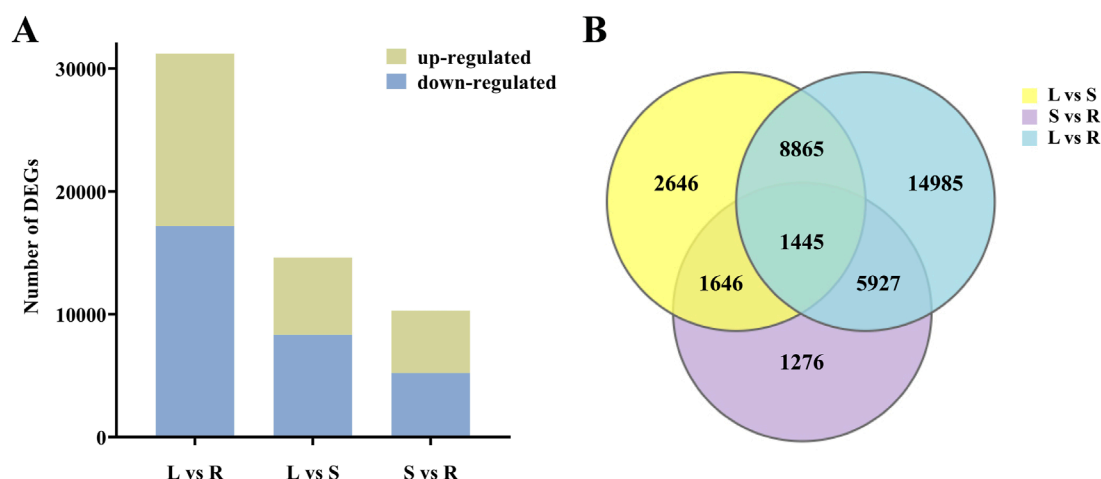 A
up-regulated
down-regulated
Number of DEGs
30000
20000
10000
0
L vs R
L vs S
S vs R
B
L vs S
S vs R
L vs R
8865
2646
14985
1445
1646
5927
1276